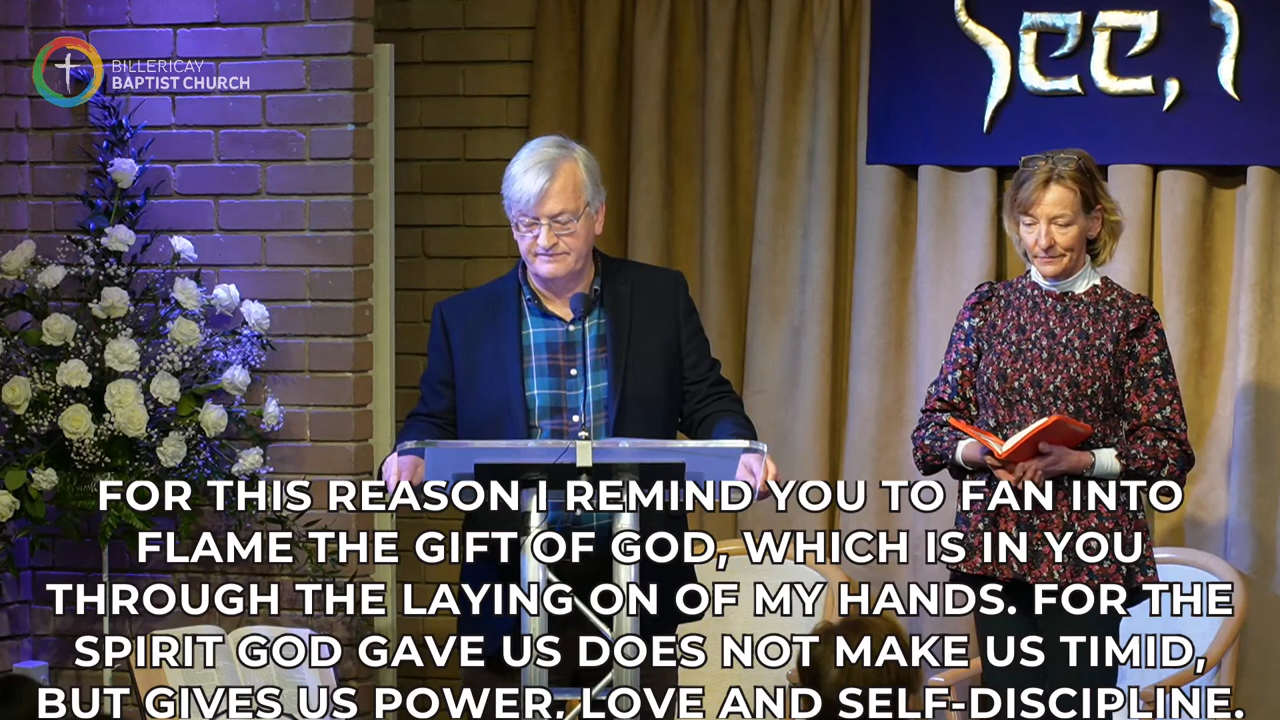 BILLERICAY
BAPTIST CHURCH
See, I
FOR THIS REASON I REMIND YOU TO FAN INTO
FLAME THE GIFT OF GOD, WHICH IS IN YOU
THROUGH THE LAYING ON OF MY HANDS. FOR THE
SPIRIT GOD GAVE US DOES NOT MAKE US TIMID,
BUT GIVES US POWER, LOVE AND SELF-DISCIPLINE.